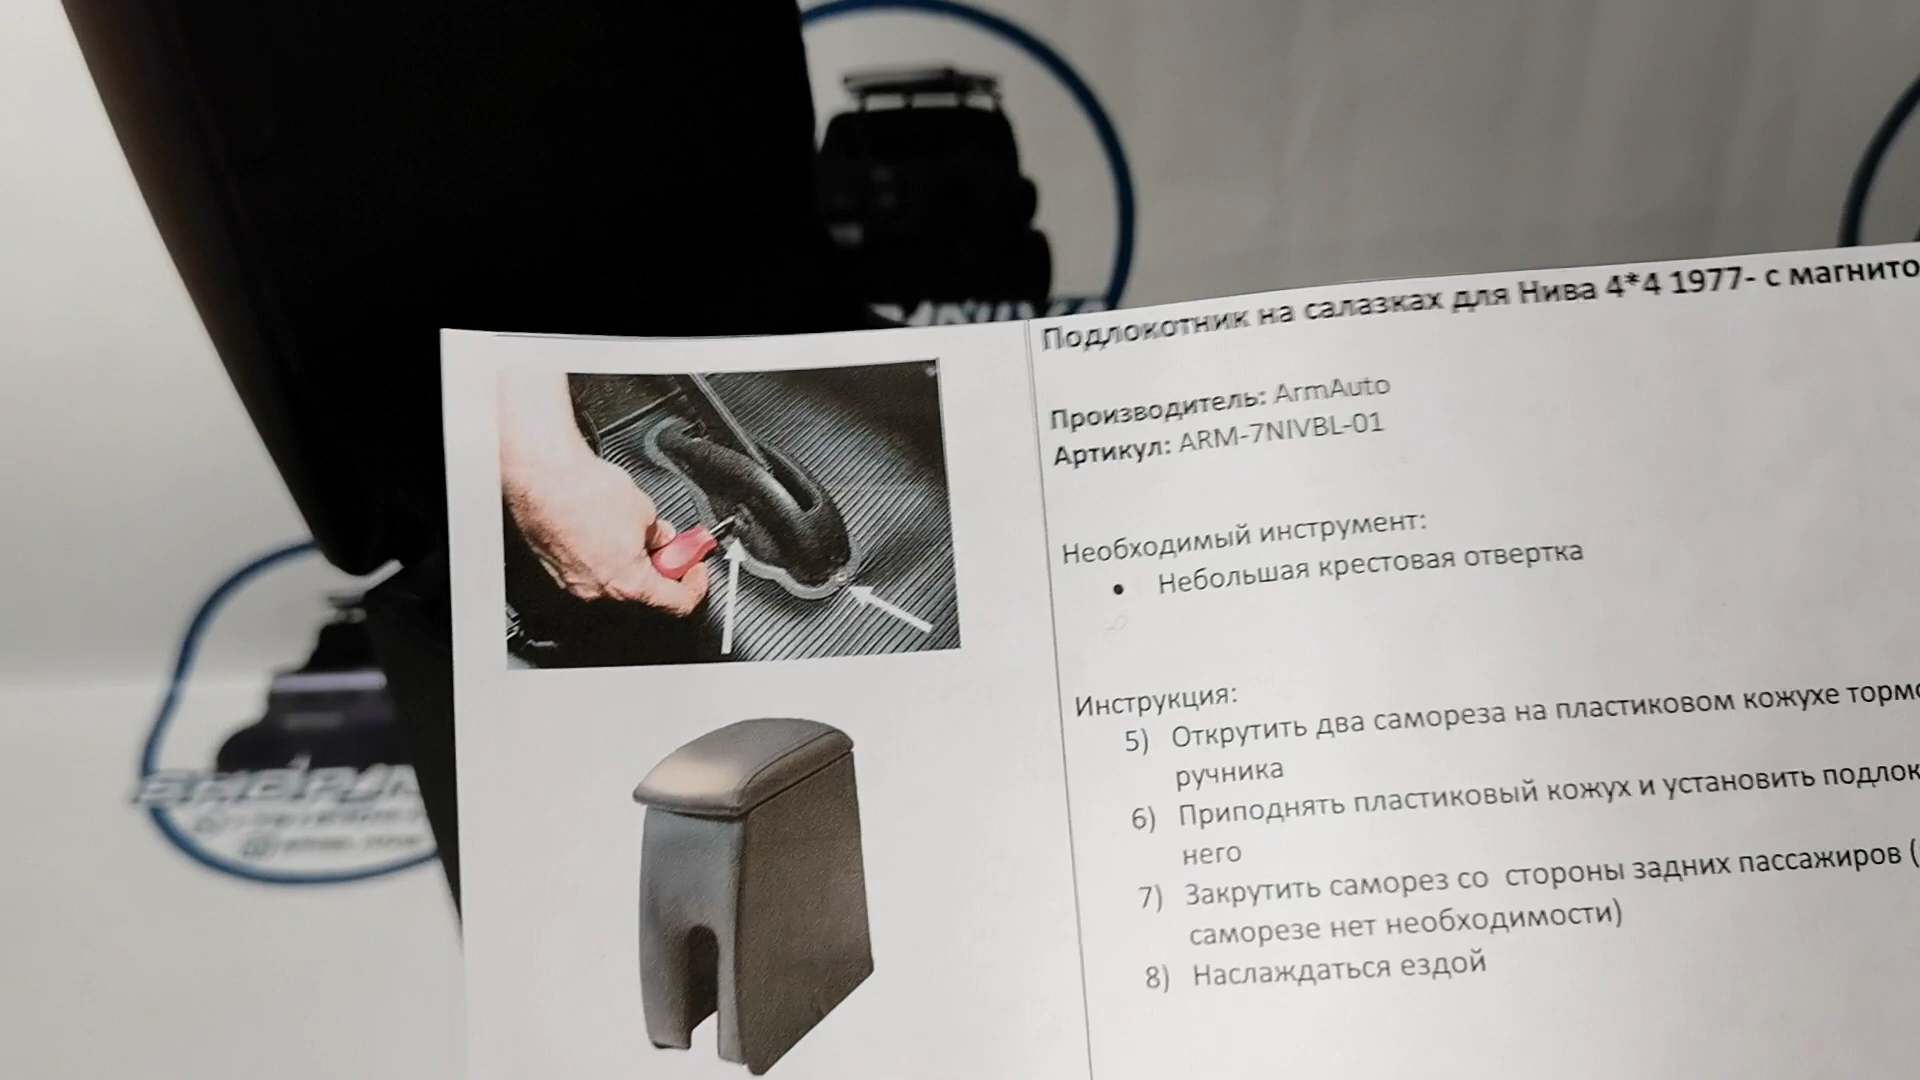 Подлокотник на салазках для Нива 4*4 1977- с магнито
Производитель: ArmAuto
Артикул: ARM-7NIVBL-01
Необходимый инструмент:
• Небольшая крестовая отвертка
Инструкция:
5) Открутить два самореза на пластиковом кожухе тормо
ручника
6) Приподнять пластиковый кожух и установить подлок
него
7) Закрутить саморез со стороны задних пассажиров (
саморезе нет необходимости)
8) Наслаждаться ездой